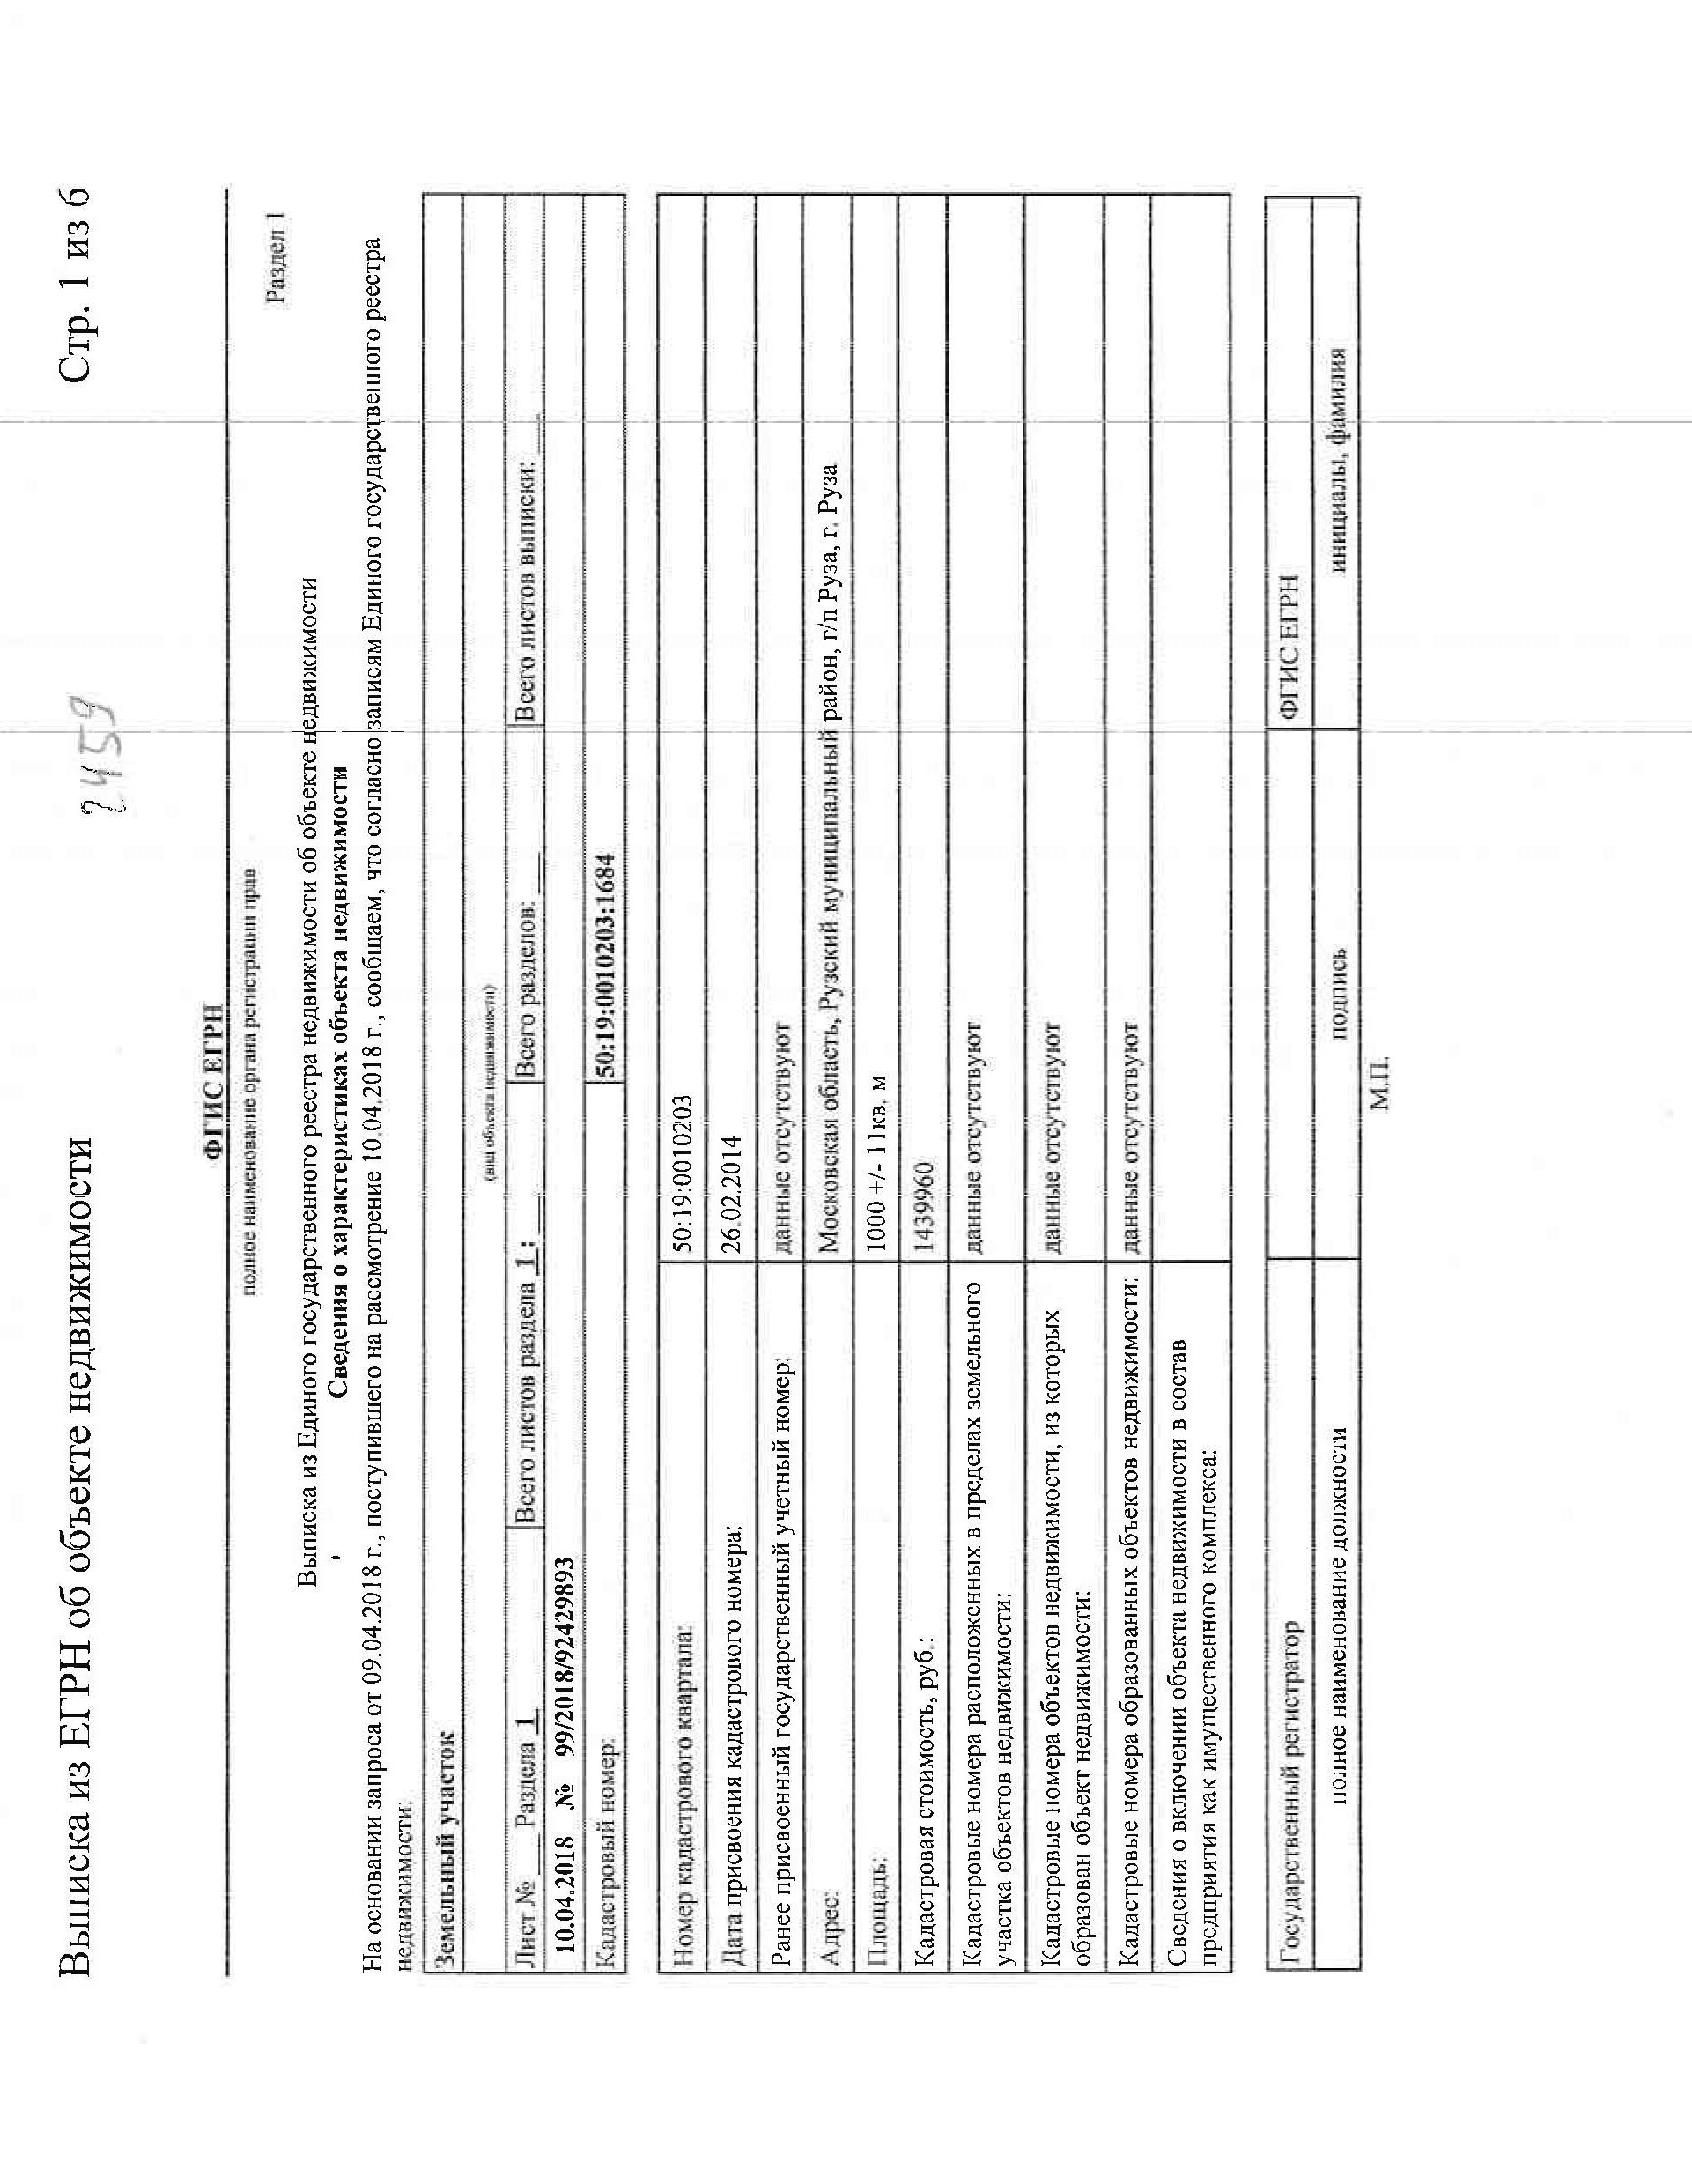 Выписка из ЕГРН об объекте недвижимости Стр. 1 из 6
2459
ФГИС ЕГРН
полное наименование органа регистрации прав
Раздел 1
Выписка из Единого государственного реестра недвижимости об объекте недвижимости
Сведения о характеристиках объекта недвижимости
На основании запроса от 09.04.2018 г., поступившего на рассмотрение 10.04.2018 г., сообщаем, что согласно записям Единого государственного реестра
недвижимости:
Земельный участок
(вид объекта недвижимости)
Лист № ___ Раздела 1 Всего листов раздела 1 : ___ Всего разделов: ___ Всего листов выписки: ___
10.04.2018 № 99/2018/92429893
Кадастровый номер: 50:19:0010203:1684
Номер кадастрового квартала: 50:19:0010203
Дата присвоения кадастрового номера: 26.02.2014
Ранее присвоенный государственный учетный номер: данные отсутствуют
Адрес: Московская область, Рузский муниципальный район, г/п Руза, г. Руза
Площадь: 1000 +/- 11кв. м
Кадастровая стоимость, руб.: 1439960
Кадастровые номера расположенных в пределах земельного
участка объектов недвижимости: данные отсутствуют
Кадастровые номера объектов недвижимости, из которых
образован объект недвижимости: данные отсутствуют
Кадастровые номера образованных объектов недвижимости: данные отсутствуют
Сведения о включении объекта недвижимости в состав
предприятия как имущественного комплекса:
Государственный регистратор ФГИС ЕГРН
полное наименование должности подпись инициалы, фамилия
М.П.